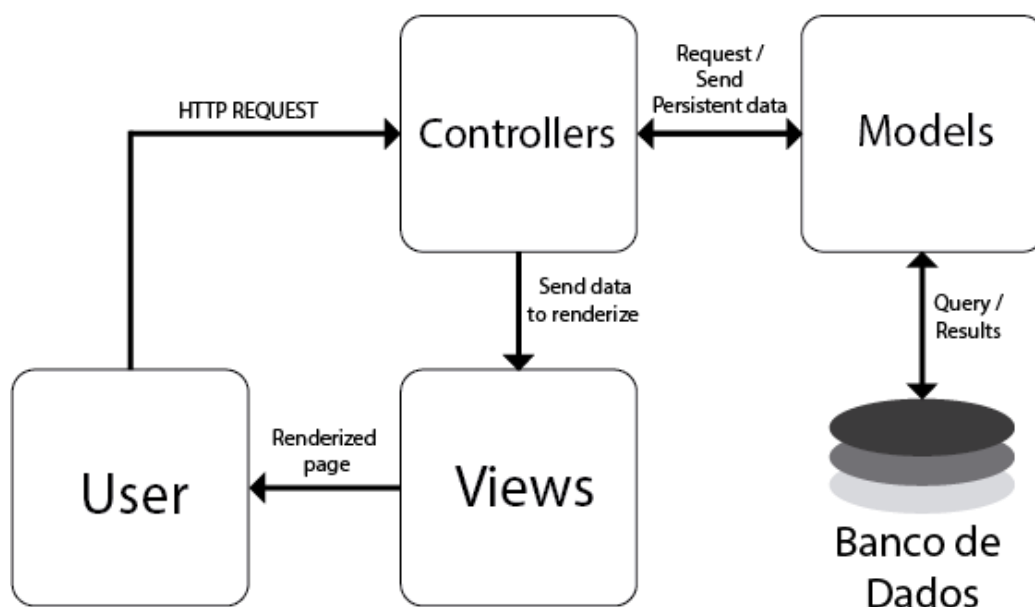 HTTP REQUEST
Controllers
Request /
Send
Persistent data
Models
Send data
to renderize
Query /
Results
User
Renderized
page
Views
Banco de
Dados